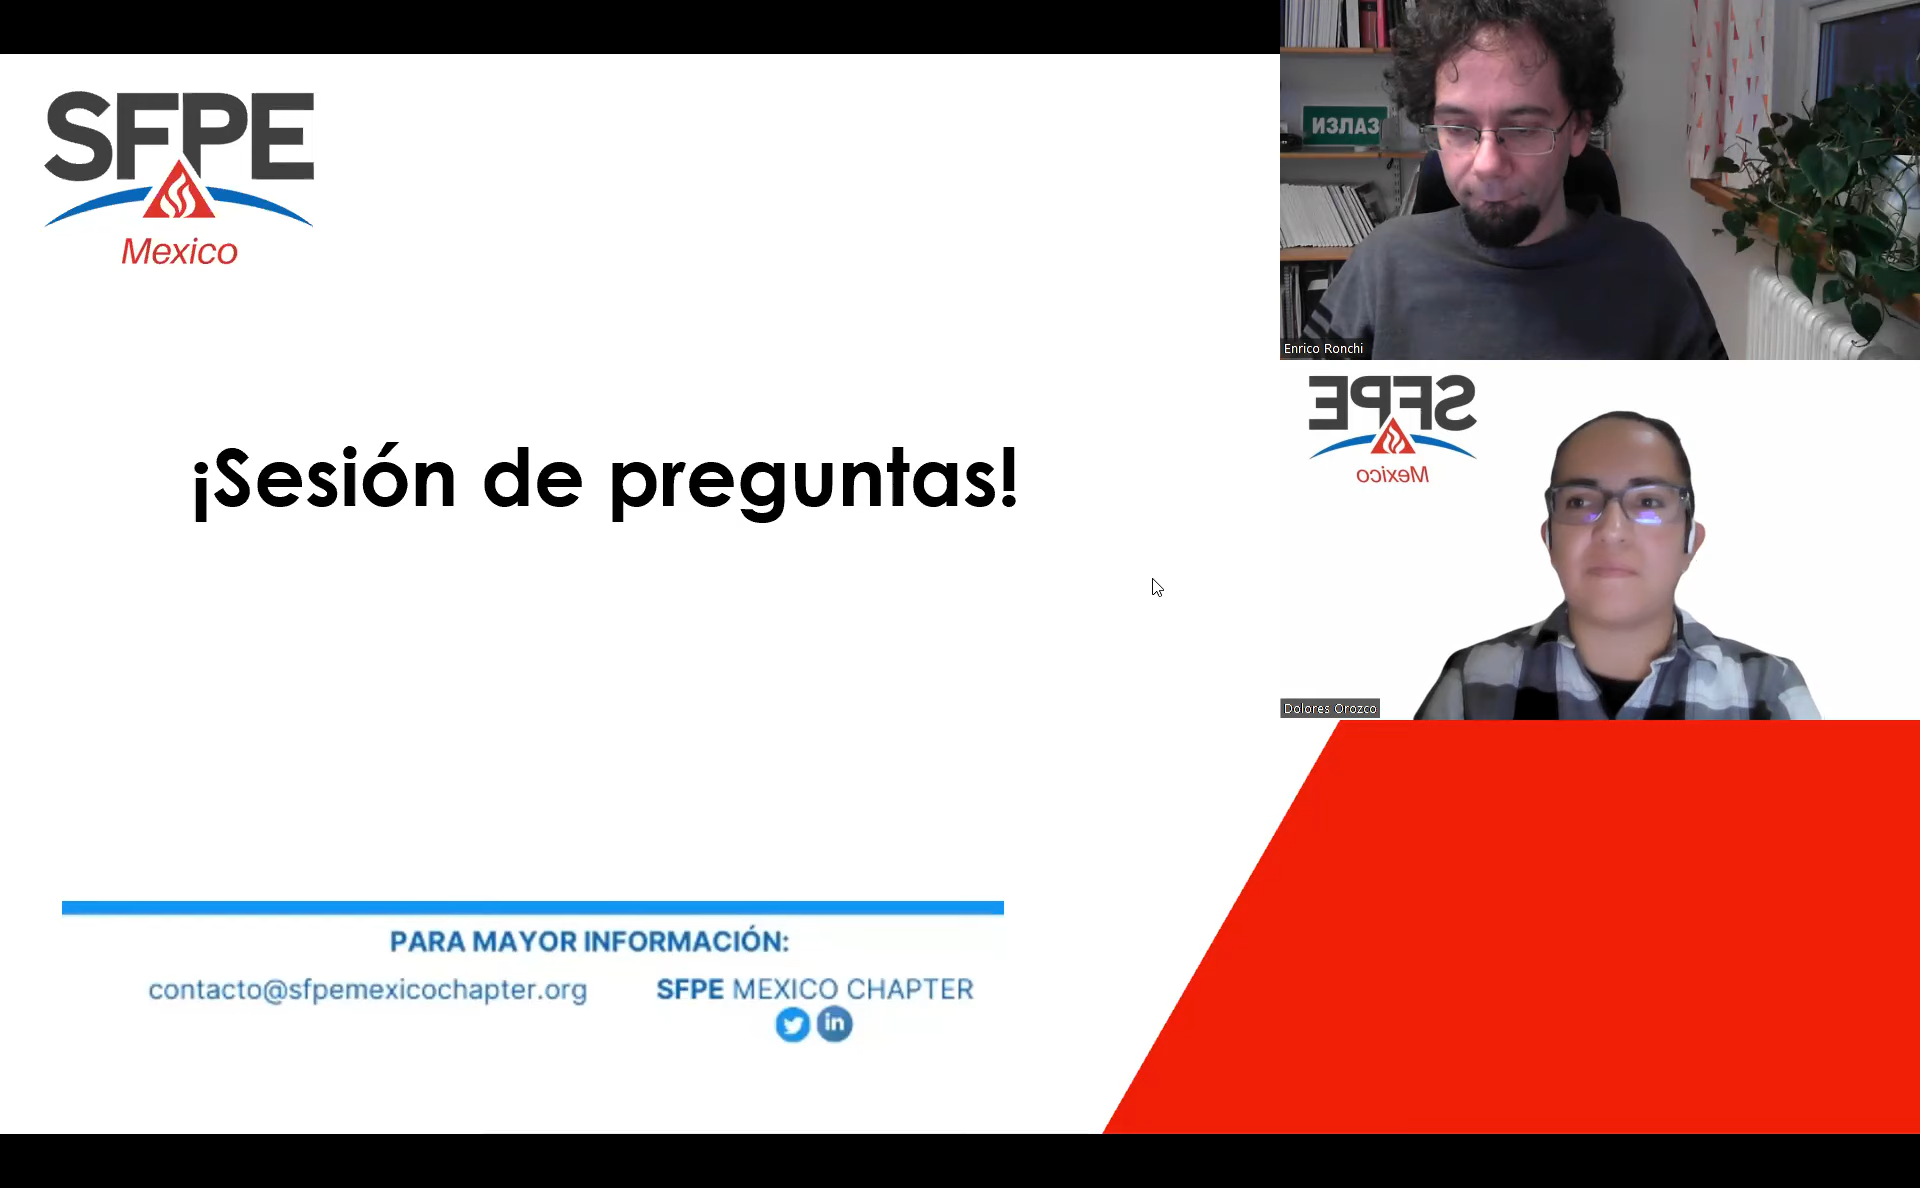 SFPE
Mexico
¡Sesión de preguntas!
PARA MAYOR INFORMACIÓN:
contacto@sfpemexicochapter.org
SFPE MEXICO CHAPTER
in
ИЗЛАЗ
Enrico Ronchi
SFPE
Mexico
Dolores Orozco